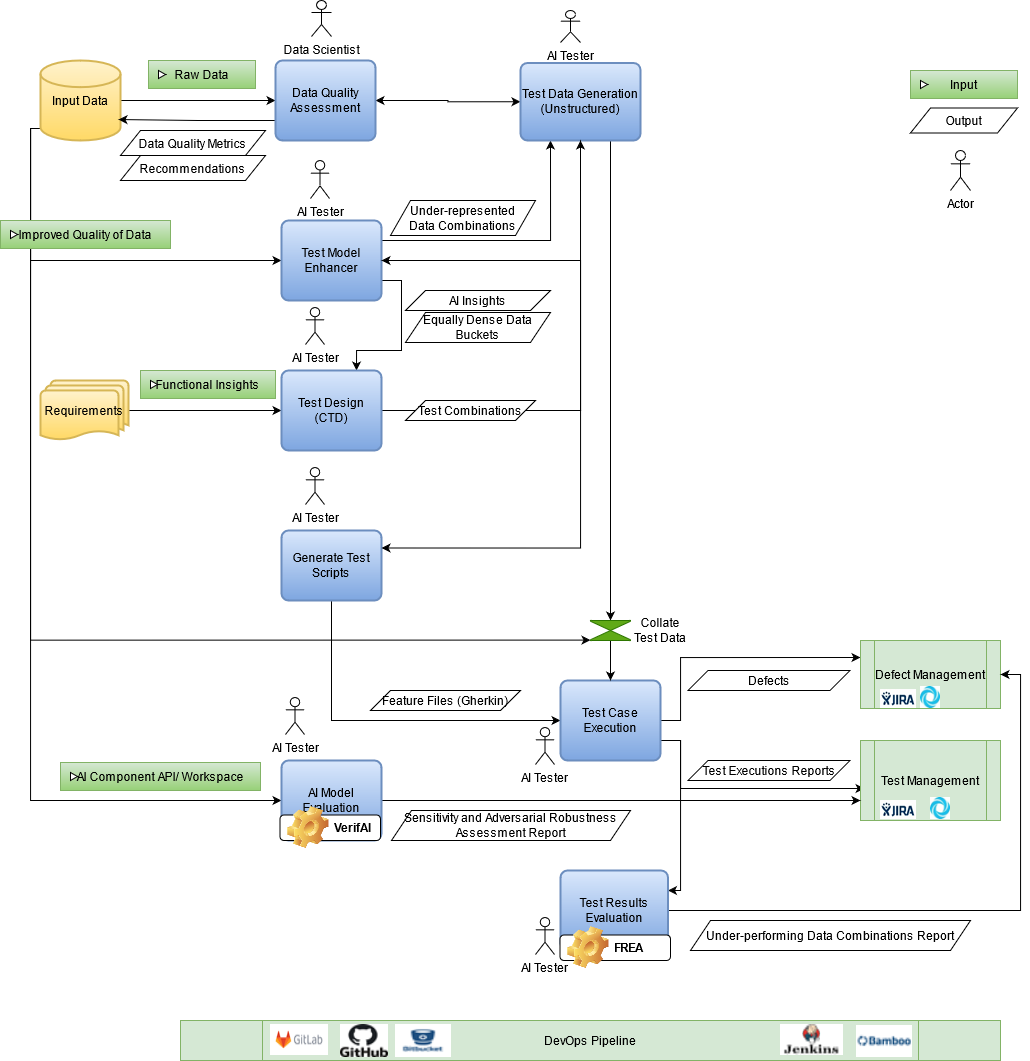 Data Scientist
AI Tester
Raw Data
Input Data
Data Quality
Assessment
Test Data Generation
(Unstructured)
Input
Output
Actor
Data Quality Metrics
Recommendations
AI Tester
Under-represented
Data Combinations
Improved Quality of Data
Test Model
Enhancer
AI Insights
Equally Dense Data
Buckets
AI Tester
Functional Insights
Requirements
Test Design
(CTD)
Test Combinations
AI Tester
Generate Test
Scripts
Collate
Test Data
Feature Files (Gherkin)
Test Case
Execution
AI Tester
Defects
Defect Management
JIRA
AI Tester
AI Component API/ Workspace
AI Model
Evaluation
VerifAI
Sensitivity and Adversarial Robustness
Assessment Report
Test Executions Reports
Test Management
JIRA
Test Results
Evaluation
FREA
AI Tester
Under-performing Data Combinations Report
GitLab
GitHub
Bitbucket
DevOps Pipeline
Jenkins
Bamboo